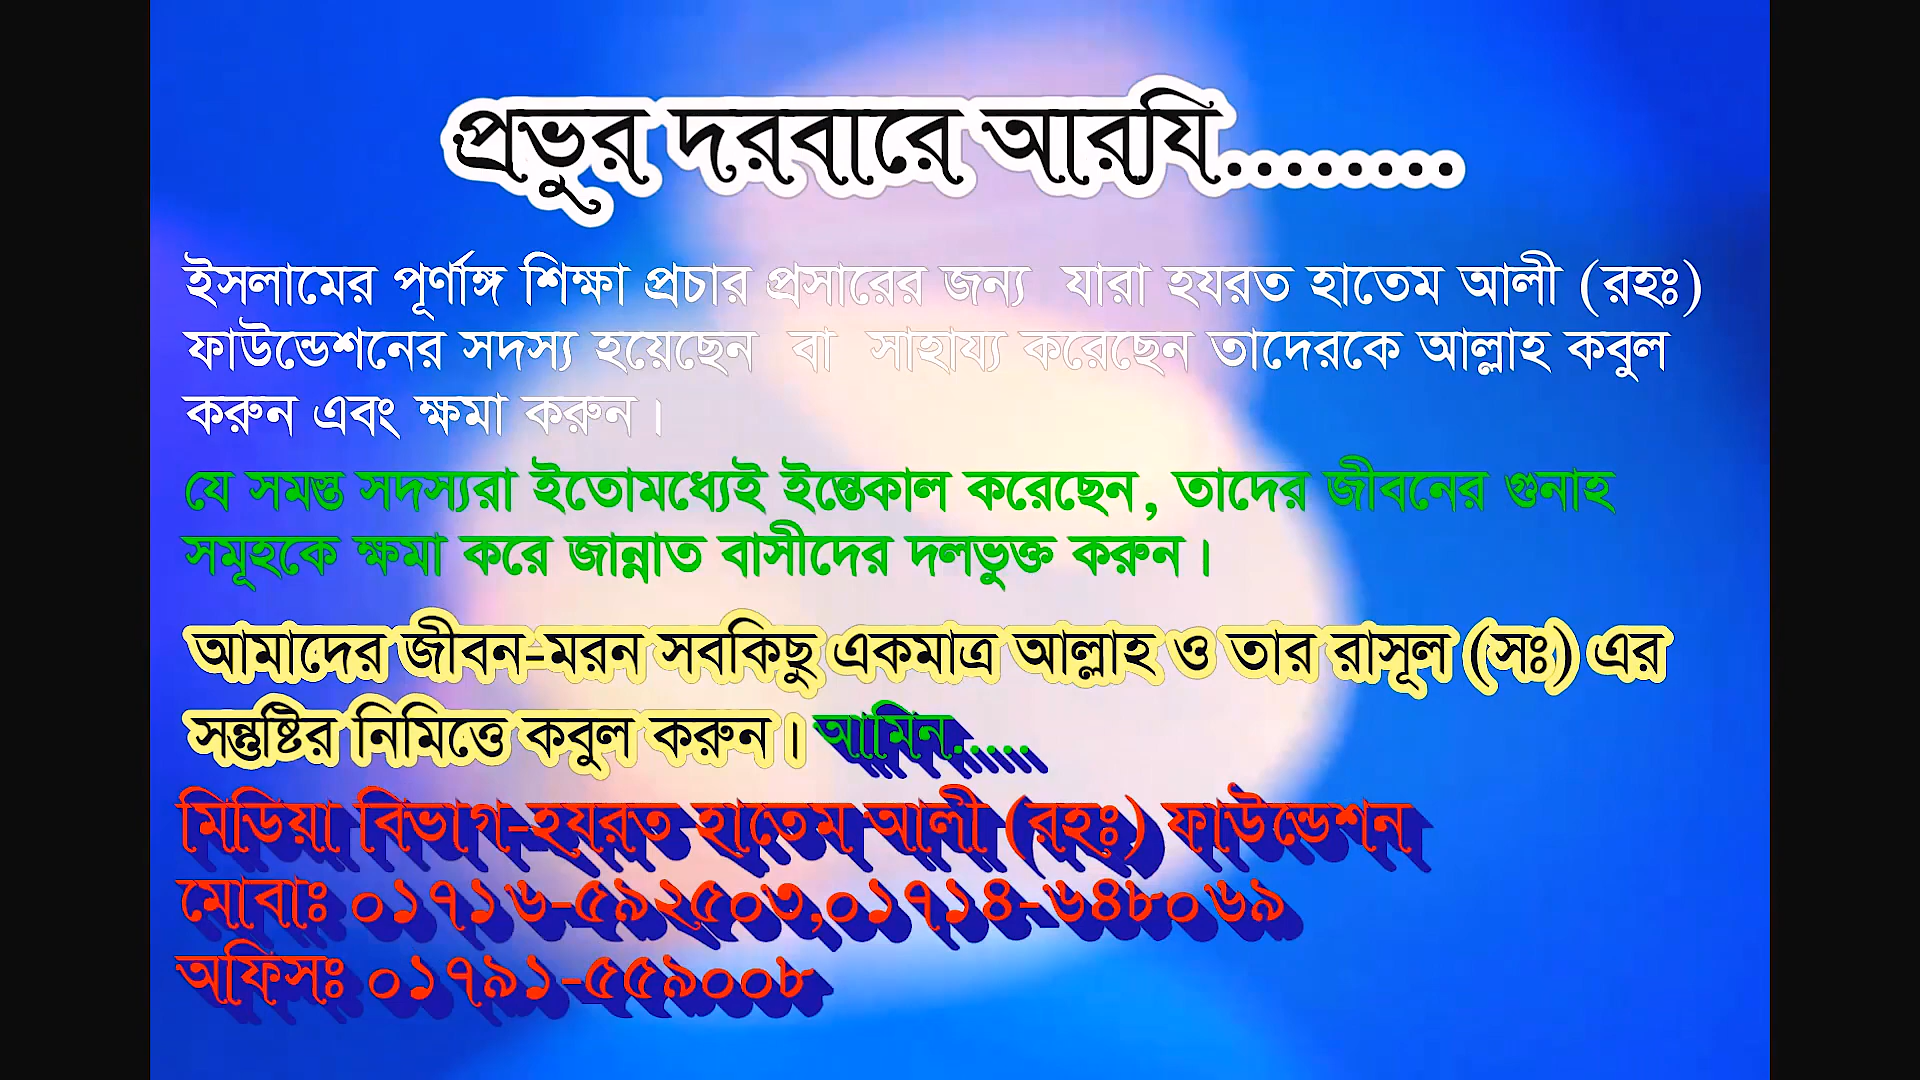 প্রভুর দরবারে আরযি........
ইসলামের পূর্ণাঙ্গ শিক্ষা প্রচার প্রসারের জন্য যারা হযরত হাতেম আলী (রহঃ)
ফাউন্ডেশনের সদস্য হয়েছেন বা সাহায্য করেছেন তাদেরকে আল্লাহ কবুল
করুন এবং ক্ষমা করুন।
যে সমস্ত সদস্যরা ইতোমধ্যেই ইন্তেকাল করেছেন, তাদের জীবনের গুনাহ
সমূহকে ক্ষমা করে জান্নাত বাসীদের দলভুক্ত করুন।
আমাদের জীবন-মরন সবকিছু একমাত্র আল্লাহ ও তার রাসূল (সঃ) এর
সন্তুষ্টির নিমিত্তে কবুল করুন। আমিন.....
মিডিয়া বিভাগ-হযরত হাতেম আলী (রহঃ) ফাউন্ডেশন
মোবাঃ ০১৭১৬-৫৯২৫০৩,০১৭১৪-৬৪৮০৬৯
অফিসঃ ০১৭৯১-৫৫৯০০৮